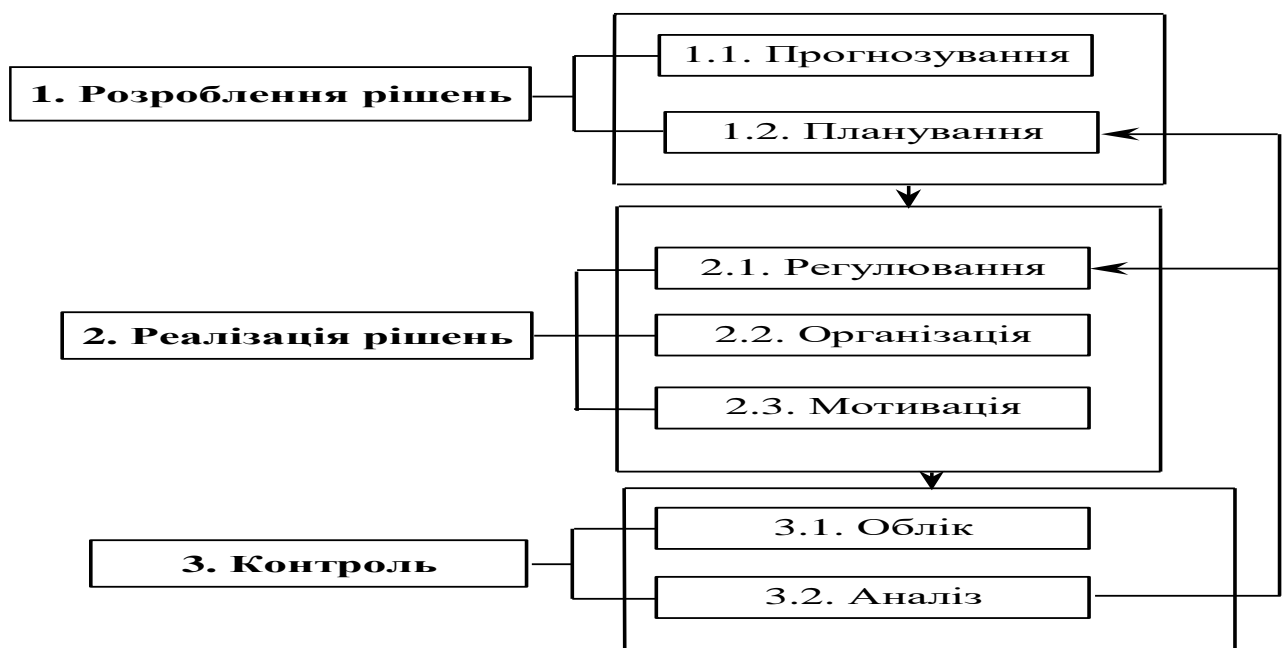 1.1. Прогнозування
1. Розроблення рішень
1.2. Планування
2.1. Регулювання
2. Реалізація рішень
2.2. Організація
2.3. Мотивація
3.1. Облік
3. Контроль
3.2. Аналіз